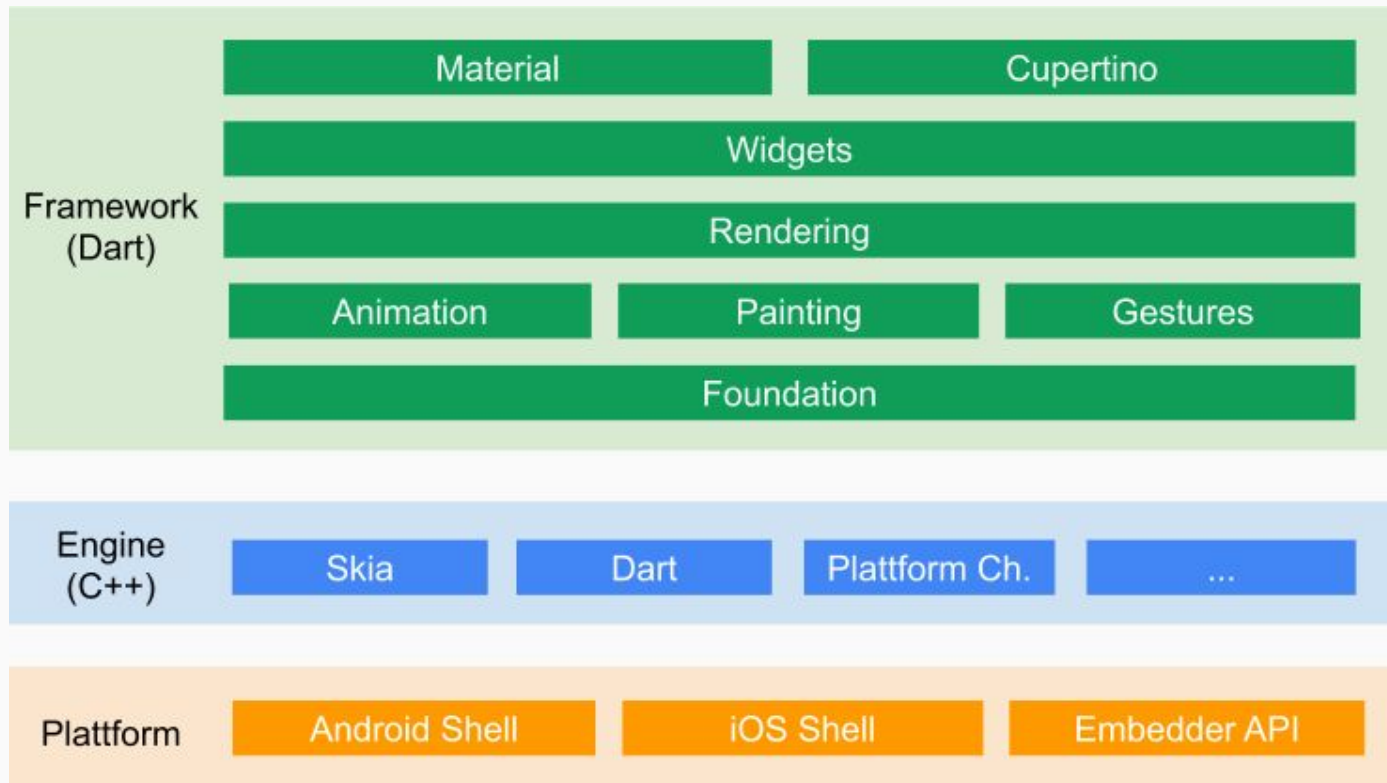 Material Cupertino
Widgets
Framework
(Dart)
Rendering
Animation Painting Gestures
Foundation
Engine
(C++)
Skia Dart Plattform Ch. ...
Plattform
Android Shell iOS Shell Embedder API